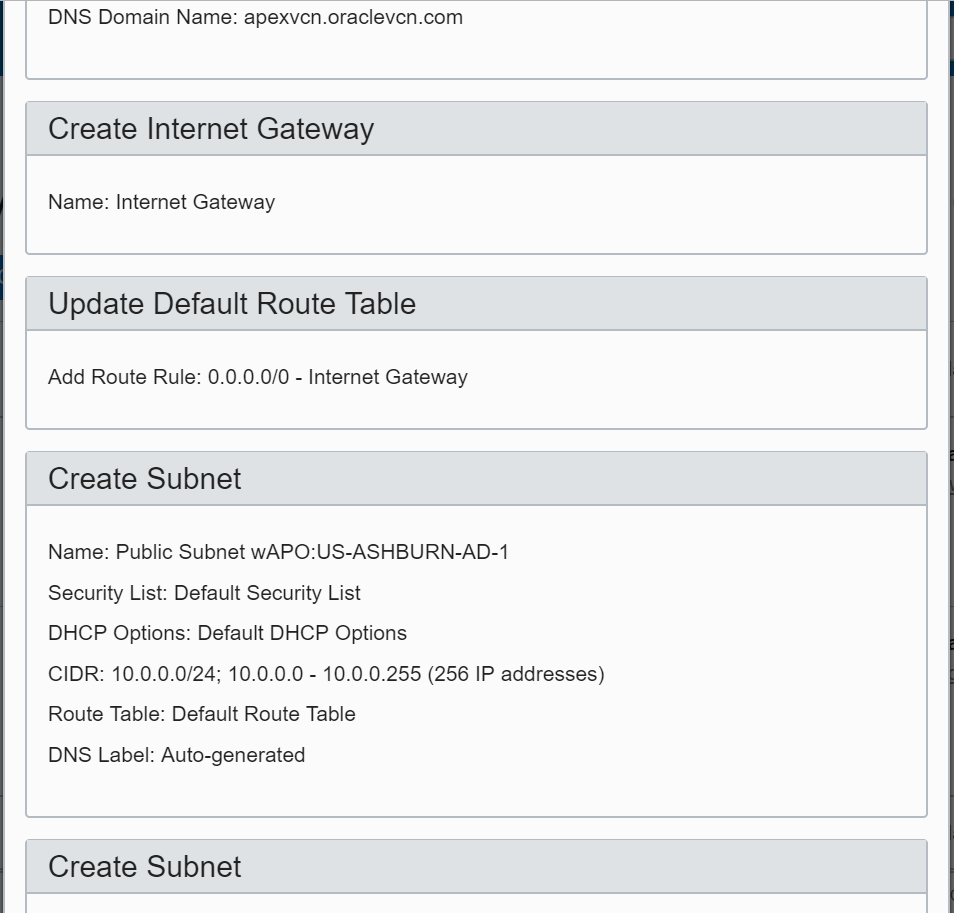 DNS Domain Name: apexvcn.oraclevcn.com
Create Internet Gateway
Name: Internet Gateway
Update Default Route Table
Add Route Rule: 0.0.0.0/0 - Internet Gateway
Create Subnet
Name: Public Subnet wAPO:US-ASHBURN-AD-1
Security List: Default Security List
DHCP Options: Default DHCP Options
CIDR: 10.0.0.0/24; 10.0.0.0 - 10.0.0.255 (256 IP addresses)
Route Table: Default Route Table
DNS Label: Auto-generated
Create Subnet